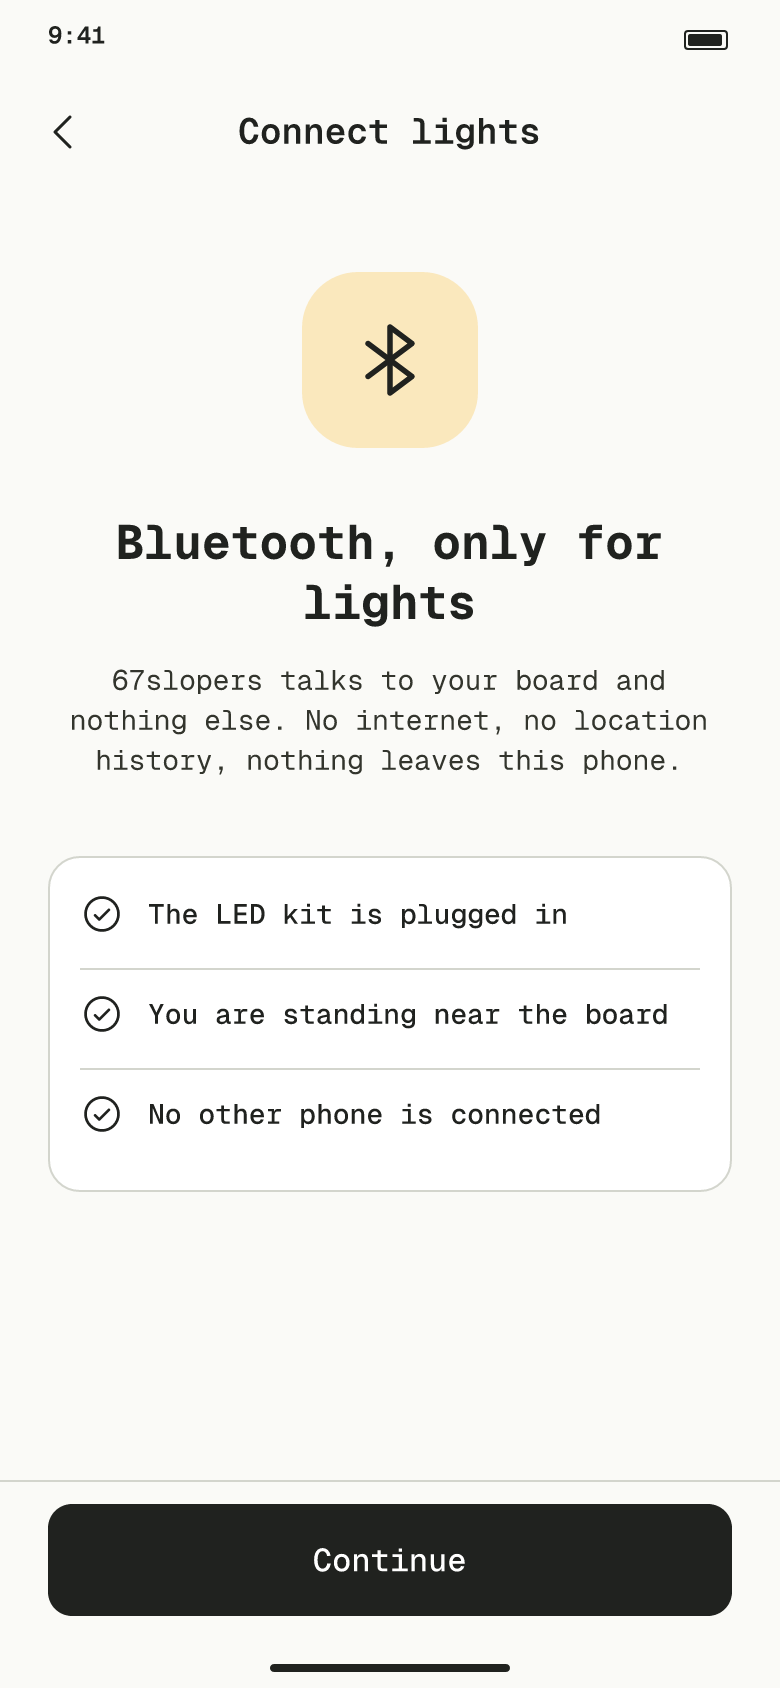 9:41
Connect lights
Bluetooth, only for
lights
67slopers talks to your board and
nothing else. No internet, no location
history, nothing leaves this phone.
The LED kit is plugged in
You are standing near the board
No other phone is connected
Continue